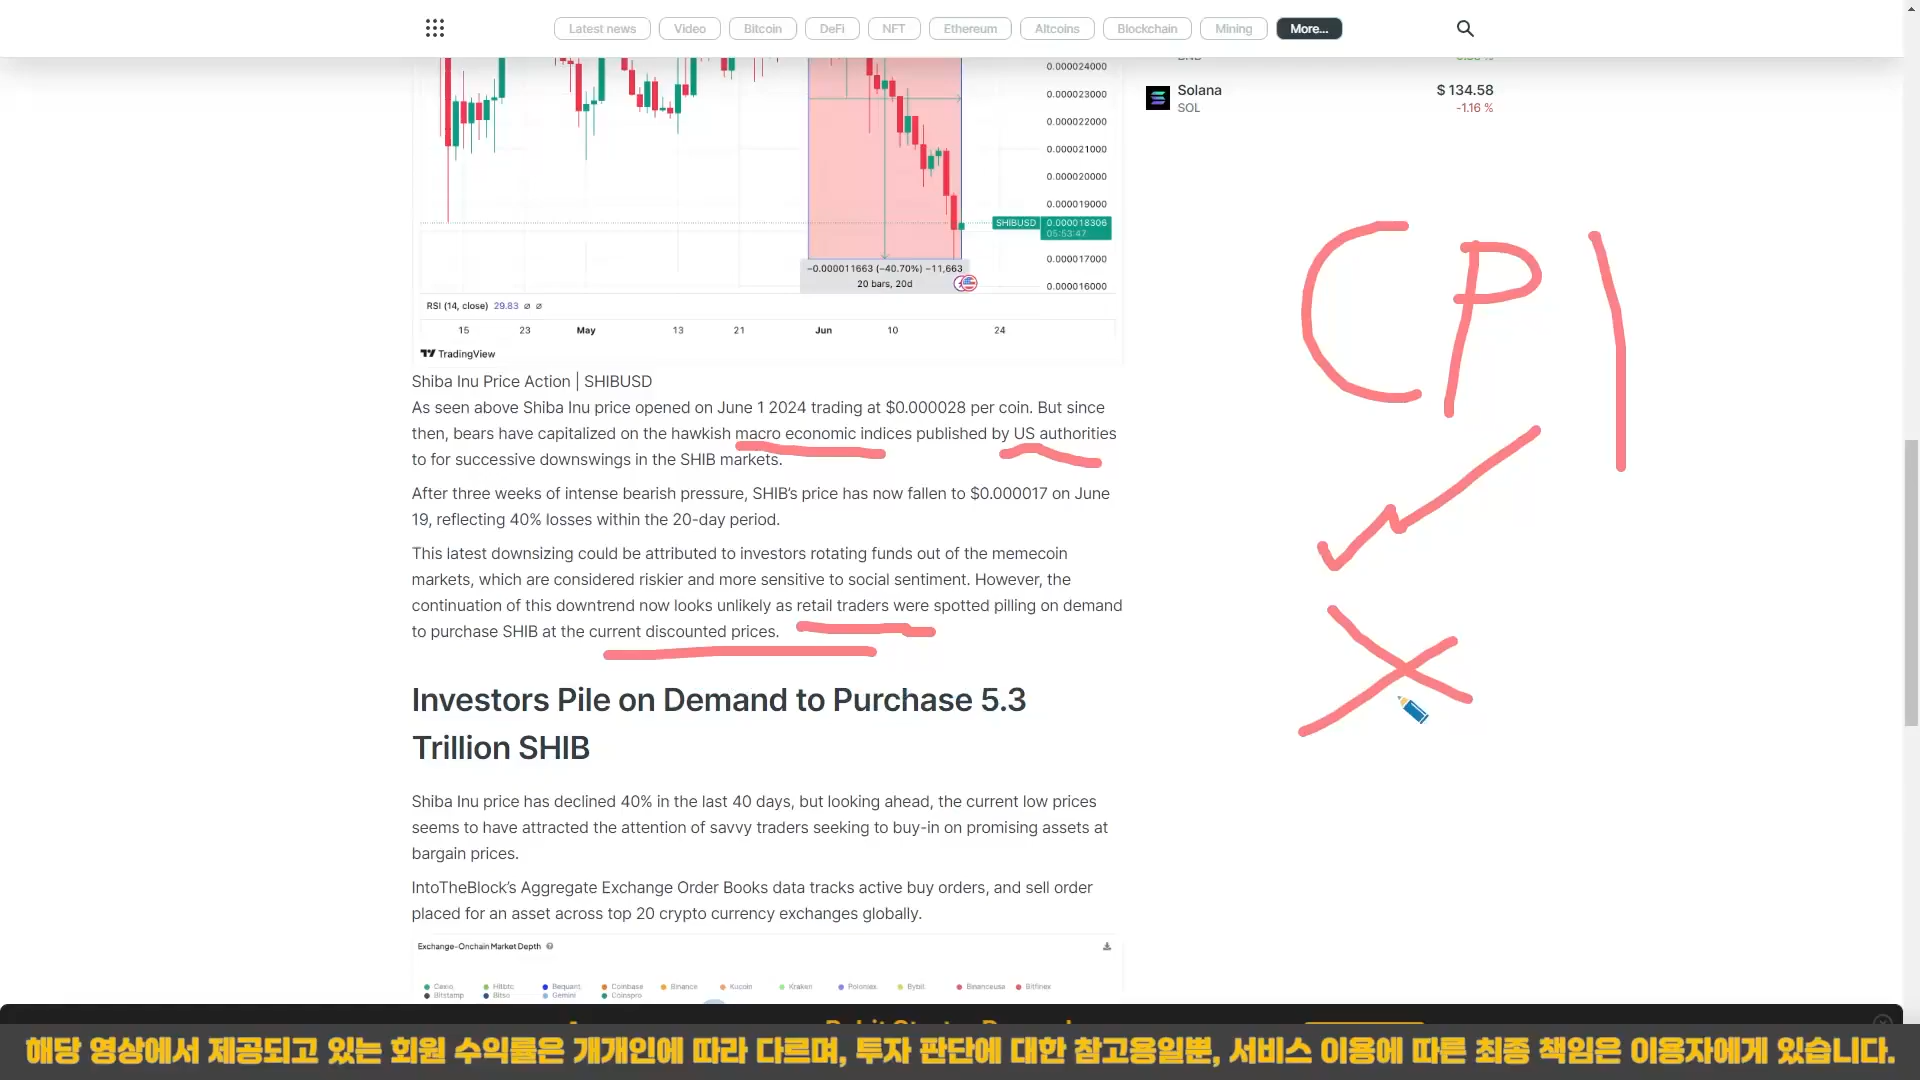 Latest news Video Bitcoin DeFi NFT Ethereum Altcoins Blockchain Mining More...
Solana $ 134.58
SOL -1.16 %
0.000024000
0.000023000
0.000022000
0.000021000
0.000020000
0.000019000
SHIBUSD 0.000018306
05:53:47
0.000017000
0.000016000
−0.000011663 (−40.70%) −11,663
20 bars, 20d
RSI (14, close) 29.83 ⌀ ⌀
15 23 May 13 21 Jun 10 24
TradingView
CPI
Shiba Inu Price Action | SHIBUSD
As seen above Shiba Inu price opened on June 1 2024 trading at $0.000028 per coin. But since
then, bears have capitalized on the hawkish macro economic indices published by US authorities
to for successive downswings in the SHIB markets.
After three weeks of intense bearish pressure, SHIB’s price has now fallen to $0.000017 on June
19, reflecting 40% losses within the 20-day period.
This latest downsizing could be attributed to investors rotating funds out of the memecoin
markets, which are considered riskier and more sensitive to social sentiment. However, the
continuation of this downtrend now looks unlikely as retail traders were spotted pilling on demand
to purchase SHIB at the current discounted prices.
Investors Pile on Demand to Purchase 5.3
Trillion SHIB
Shiba Inu price has declined 40% in the last 40 days, but looking ahead, the current low prices
seems to have attracted the attention of savvy traders seeking to buy-in on promising assets at
bargain prices.
IntoTheBlock’s Aggregate Exchange Order Books data tracks active buy orders, and sell order
placed for an asset across top 20 crypto currency exchanges globally.
Exchange-Onchain Market Depth
Cexio Hitbtc Bequant Coinbase Binance Kucoin Kraken Poloniex Bybit Binanceusa Bitfinex
Bitstamp Bitso Gemini Coinspro
해당 영상에서 제공되고 있는 회원 수익률은 개개인에 따라 다르며, 투자 판단에 대한 참고용일뿐, 서비스 이용에 따른 최종 책임은 이용자에게 있습니다.